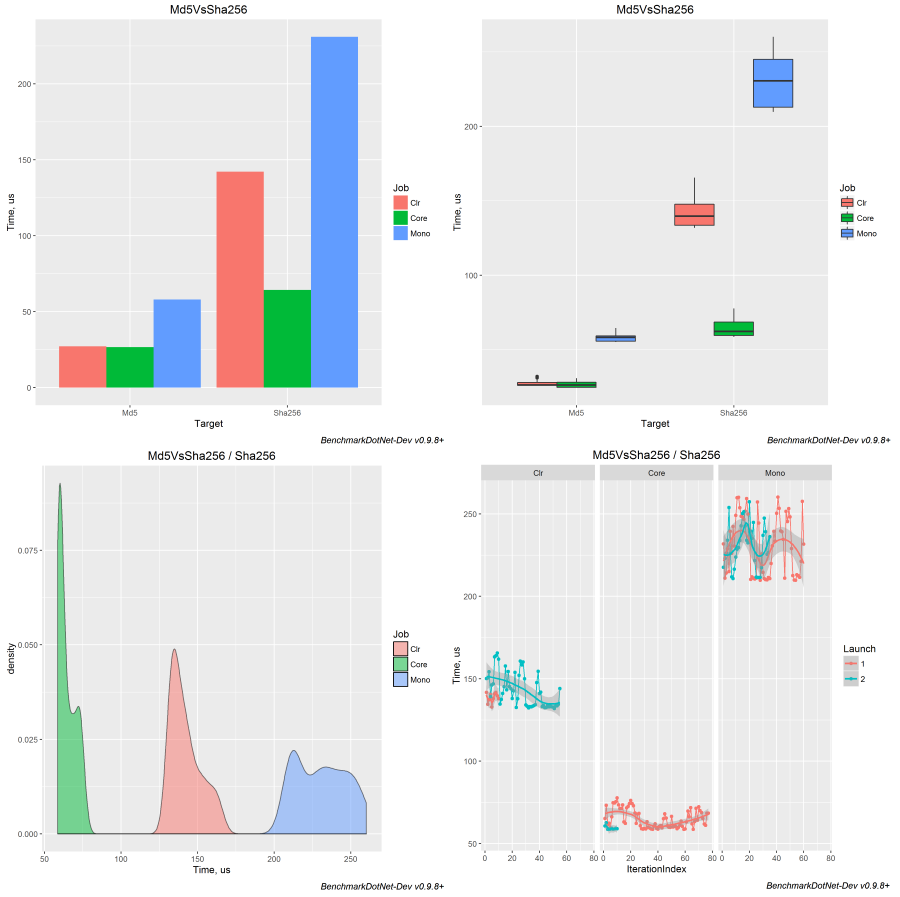 Md5VsSha256
Time, us
200
150
100
50
0
Md5
Sha256
Target
Job
Clr
Core
Mono
BenchmarkDotNet-Dev v0.9.8+
Md5VsSha256
Time, us
200
100
Md5
Sha256
Target
Job
Clr
Core
Mono
BenchmarkDotNet-Dev v0.9.8+
Md5VsSha256 / Sha256
density
0.075
0.050
0.025
0.000
50
100
150
200
250
Time, us
Job
Clr
Core
Mono
BenchmarkDotNet-Dev v0.9.8+
Md5VsSha256 / Sha256
Clr
Core
Mono
Time, us
250
200
150
100
50
0 20 40 60 80
0 20 40 60 80
0 20 40 60 80
IterationIndex
Launch
1
2
BenchmarkDotNet-Dev v0.9.8+